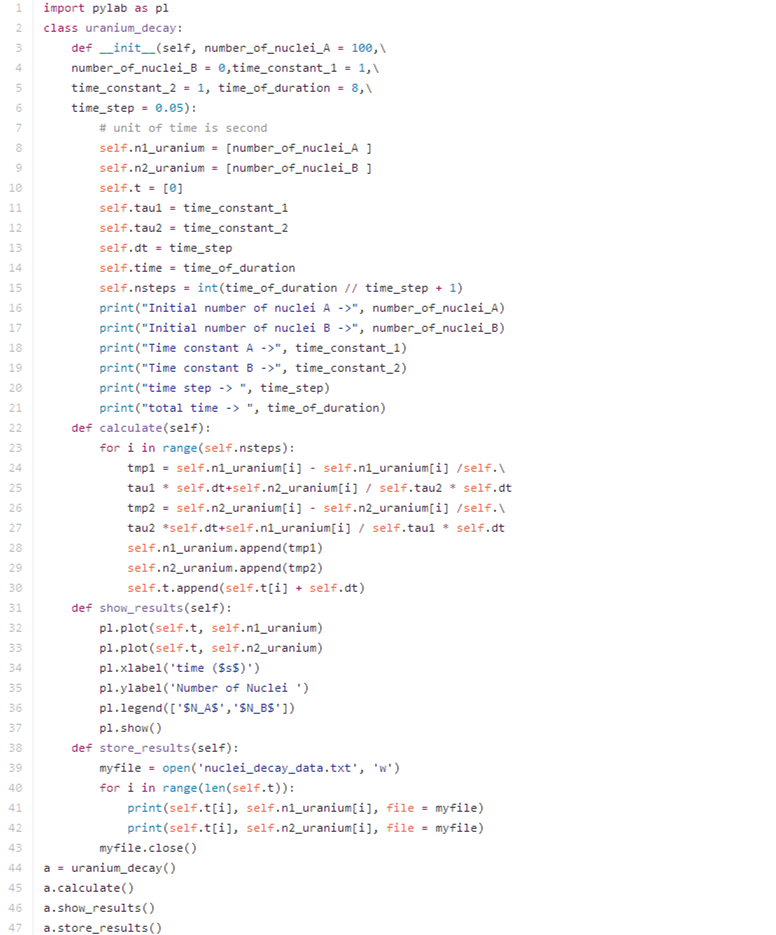 1 import pylab as pl
2 class uranium_decay:
3     def __init__(self, number_of_nuclei_A = 100,\
4     number_of_nuclei_B = 0,time_constant_1 = 1,\
5     time_constant_2 = 1, time_of_duration = 8,\
6     time_step = 0.05):
7         # unit of time is second
8         self.n1_uranium = [number_of_nuclei_A ]
9         self.n2_uranium = [number_of_nuclei_B ]
10         self.t = [0]
11         self.tau1 = time_constant_1
12         self.tau2 = time_constant_2
13         self.dt = time_step
14         self.time = time_of_duration
15         self.nsteps = int(time_of_duration // time_step + 1)
16         print("Initial number of nuclei A ->", number_of_nuclei_A)
17         print("Initial number of nuclei B ->", number_of_nuclei_B)
18         print("Time constant A ->", time_constant_1)
19         print("Time constant B ->", time_constant_2)
20         print("time step -> ", time_step)
21         print("total time -> ", time_of_duration)
22     def calculate(self):
23         for i in range(self.nsteps):
24             tmp1 = self.n1_uranium[i] - self.n1_uranium[i] /self.\
25             tau1 * self.dt+self.n2_uranium[i] / self.tau2 * self.dt
26             tmp2 = self.n2_uranium[i] - self.n2_uranium[i] /self.\
27             tau2 *self.dt+self.n1_uranium[i] / self.tau1 * self.dt
28             self.n1_uranium.append(tmp1)
29             self.n2_uranium.append(tmp2)
30             self.t.append(self.t[i] + self.dt)
31     def show_results(self):
32         pl.plot(self.t, self.n1_uranium)
33         pl.plot(self.t, self.n2_uranium)
34         pl.xlabel('time ($s$)')
35         pl.ylabel('Number of Nuclei ')
36         pl.legend(['$N_A$','$N_B$'])
37         pl.show()
38     def store_results(self):
39         myfile = open('nuclei_decay_data.txt', 'w')
40         for i in range(len(self.t)):
41             print(self.t[i], self.n1_uranium[i], file = myfile)
42             print(self.t[i], self.n2_uranium[i], file = myfile)
43         myfile.close()
44 a = uranium_decay()
45 a.calculate()
46 a.show_results()
47 a.store_results()